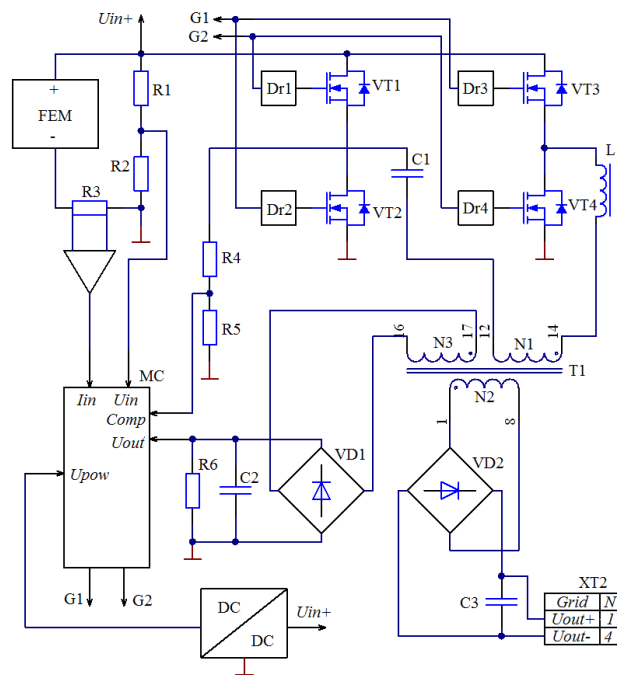 Uin+
G1
G2
+
FEM
-
R1
Dr1
VT1
Dr3
VT3
L
R2
C1
R3
Dr2
VT2
Dr4
VT4
R4
R5
16
17
12
14
N3
N1
T1
N2
MC
Iin
Uin
Comp
Uout
Upow
1
8
R6
C2
VD1
VD2
G1
G2
DC
DC
Uin+
C3
XT2
Grid N
Uout+ 1
Uout- 4